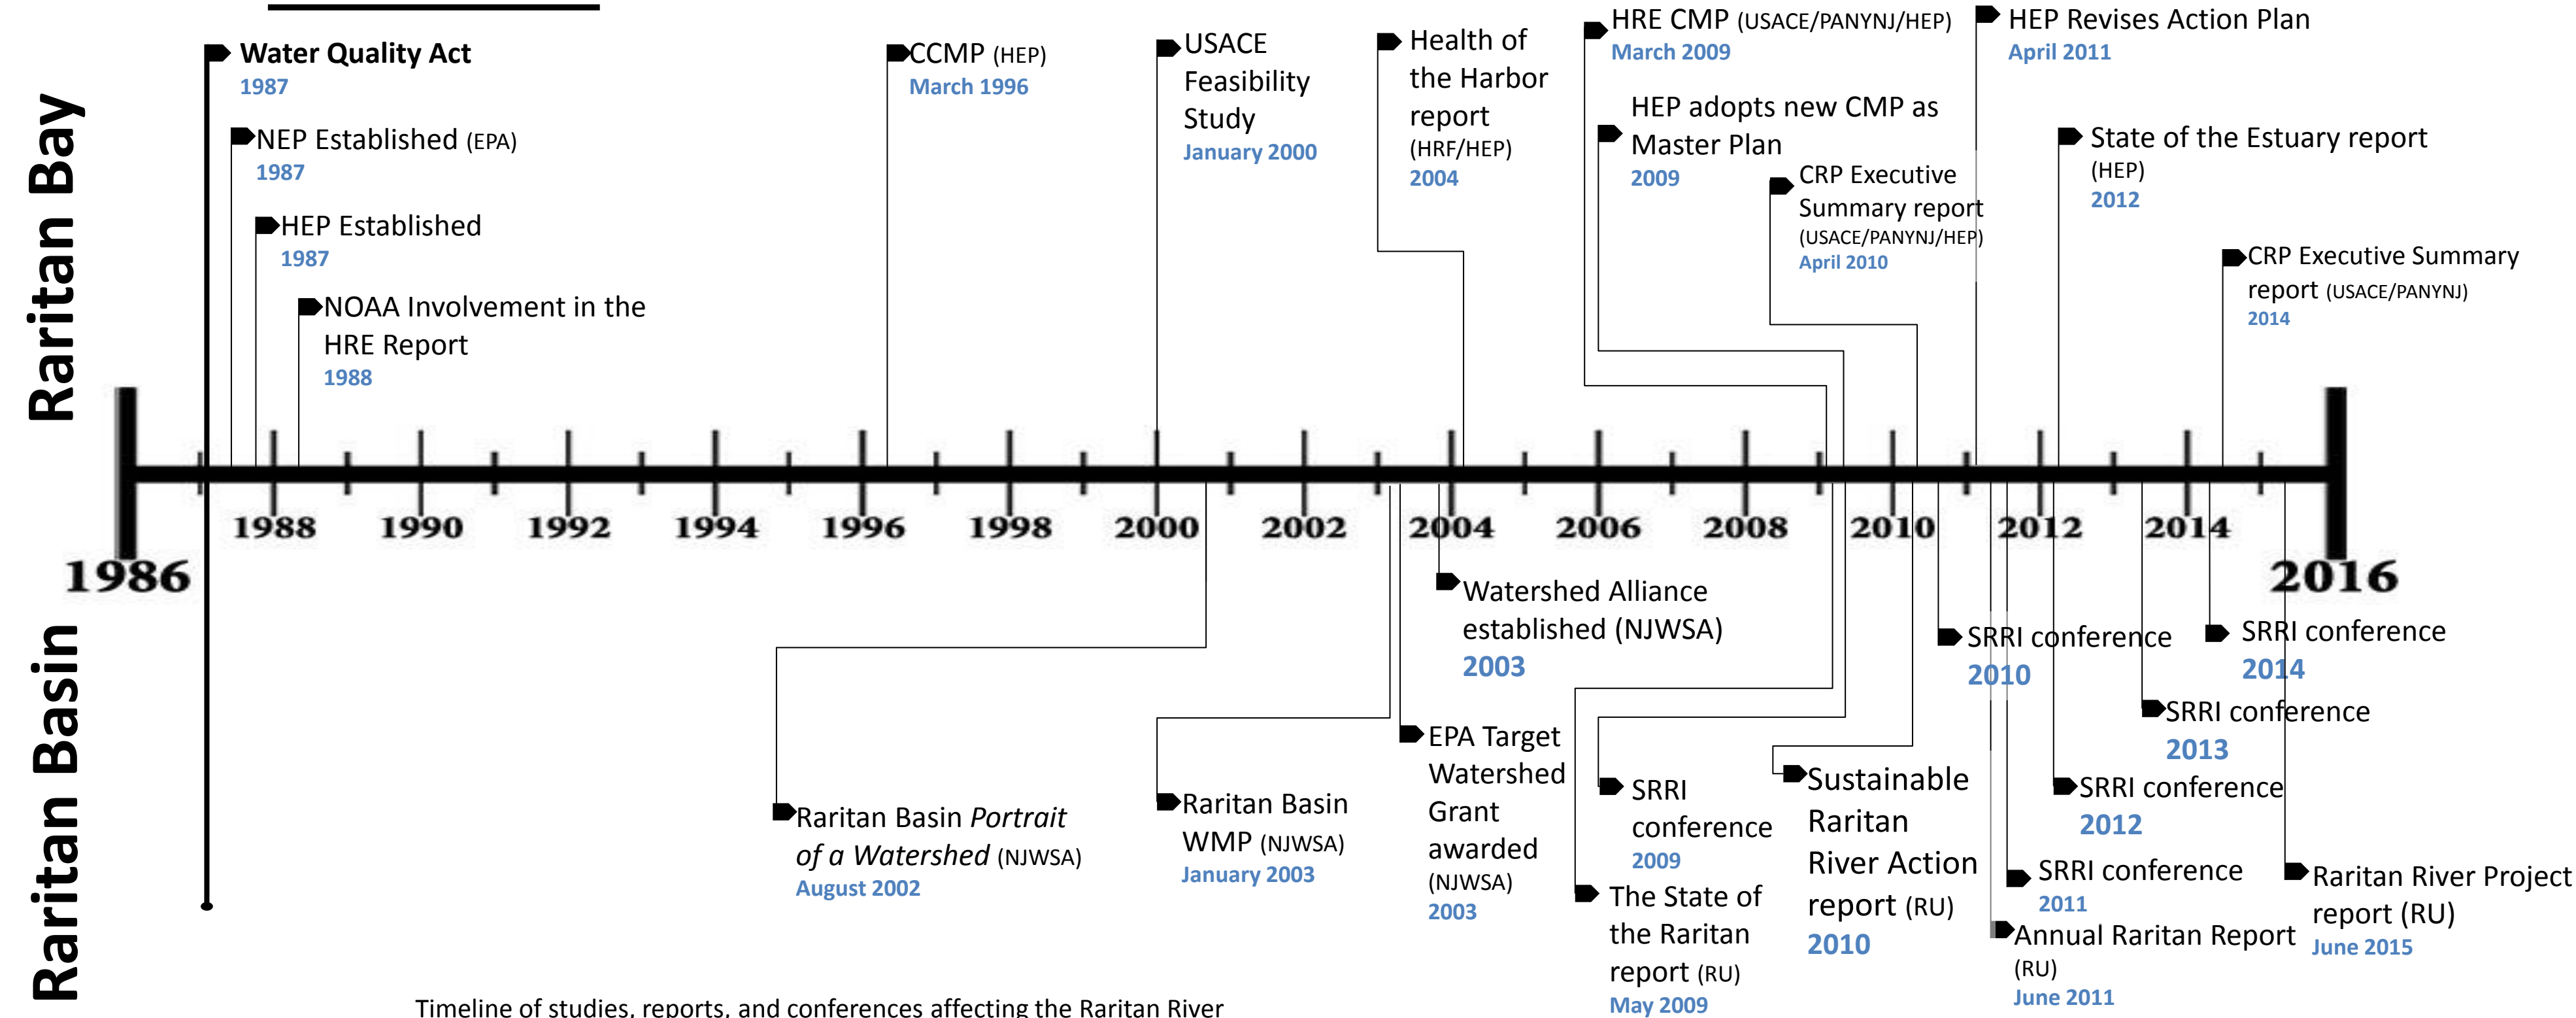 Raritan Bay
Water Quality Act
1987
NEP Established (EPA)
1987
HEP Established
1987
NOAA Involvement in the
HRE Report
1988
CCMP (HEP)
March 1996
USACE
Feasibility
Study
January 2000
Health of
the Harbor
report
(HRF/HEP)
2004
HRE CMP (USACE/PANYNJ/HEP)
March 2009
HEP adopts new CMP as
Master Plan
2009
CRP Executive
Summary report
(USACE/PANYNJ/HEP)
April 2010
HEP Revises Action Plan
April 2011
State of the Estuary report
(HEP)
2012
CRP Executive Summary
report (USACE/PANYNJ)
2014
1986
1988
1990
1992
1994
1996
1998
2000
2002
2004
2006
2008
2010
2012
2014
2016
Raritan Basin
Raritan Basin Portrait
of a Watershed (NJWSA)
August 2002
Raritan Basin
WMP (NJWSA)
January 2003
EPA Target
Watershed
Grant
awarded
(NJWSA)
2003
Watershed Alliance
established (NJWSA)
2003
SRRI
conference
2009
The State of
the Raritan
report (RU)
May 2009
Sustainable
Raritan
River Action
report (RU)
2010
SRRI conference
2010
SRRI conference
2014
SRRI conference
2013
SRRI conference
2012
SRRI conference
2011
Annual Raritan Report
(RU)
June 2011
Raritan River Project
report (RU)
June 2015
Timeline of studies, reports, and conferences affecting the Raritan River